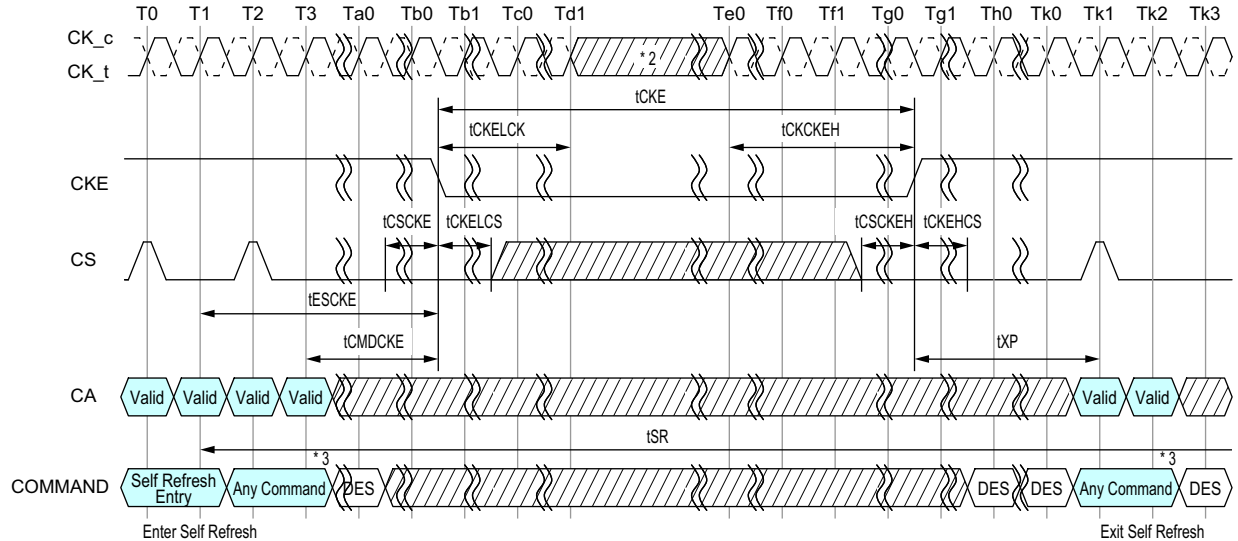 T0 T1 T2 T3 Ta0 Tb0 Tb1 Tc0 Td1 Te0 Tf0 Tf1 Tg0 Tg1 Th0 Tk0 Tk1 Tk2 Tk3
CK_c
CK_t
* 2
tCKE
tCKELCK tCKCKEH
CKE
tCSCKE tCKELCS tCSCKEH tCKEHCS
CS
tESCKE
tCMDCKE tXP
CA Valid Valid Valid Valid Valid Valid
tSR
* 3 * 3
COMMAND Self Refresh Entry Any Command DES DES DES Any Command DES
Enter Self Refresh Exit Self Refresh